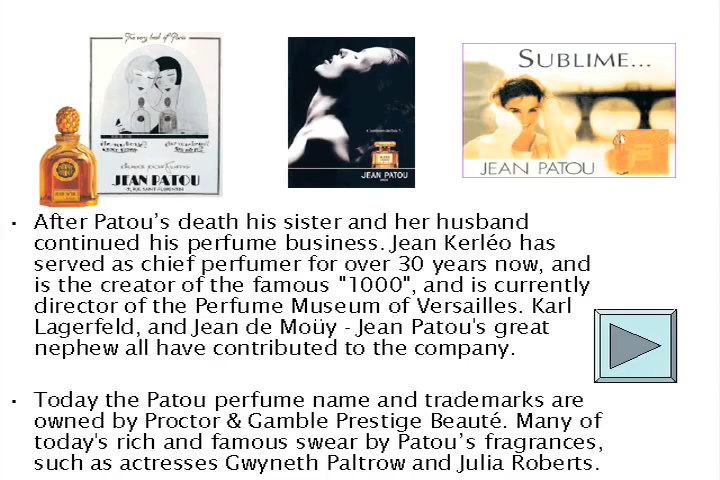 The very best of Paris
JEAN PATOU
JEAN PATOU
SUBLIME...
JEAN PATOU
• After Patou’s death his sister and her husband
continued his perfume business. Jean Kerléo has
served as chief perfumer for over 30 years now, and
is the creator of the famous "1000", and is currently
director of the Perfume Museum of Versailles. Karl
Lagerfeld, and Jean de Moüy - Jean Patou's great
nephew all have contributed to the company.
• Today the Patou perfume name and trademarks are
owned by Proctor & Gamble Prestige Beauté. Many of
today's rich and famous swear by Patou’s fragrances,
such as actresses Gwyneth Paltrow and Julia Roberts.